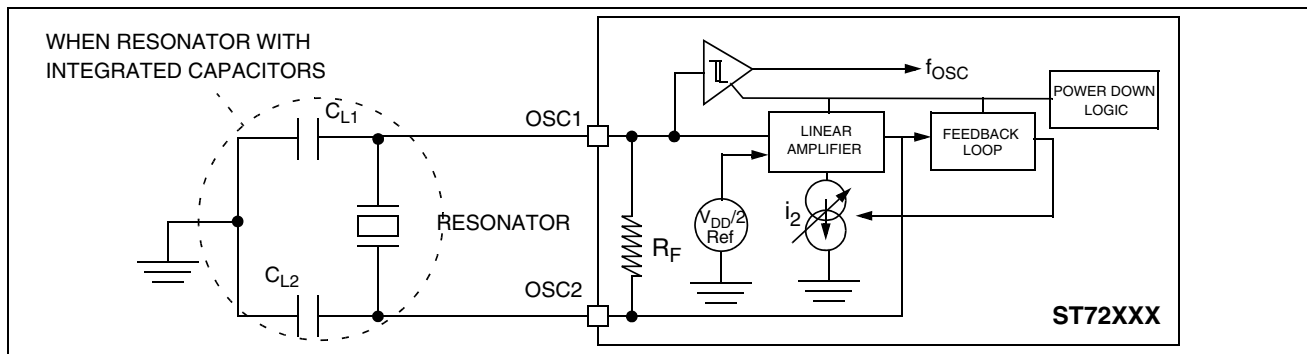 WHEN RESONATOR WITH
INTEGRATED CAPACITORS
CL1
OSC1
fOSC
POWER DOWN
LOGIC
LINEAR
AMPLIFIER
FEEDBACK
LOOP
RESONATOR
RF
VDD/2
Ref
i2
CL2
OSC2
ST72XXX